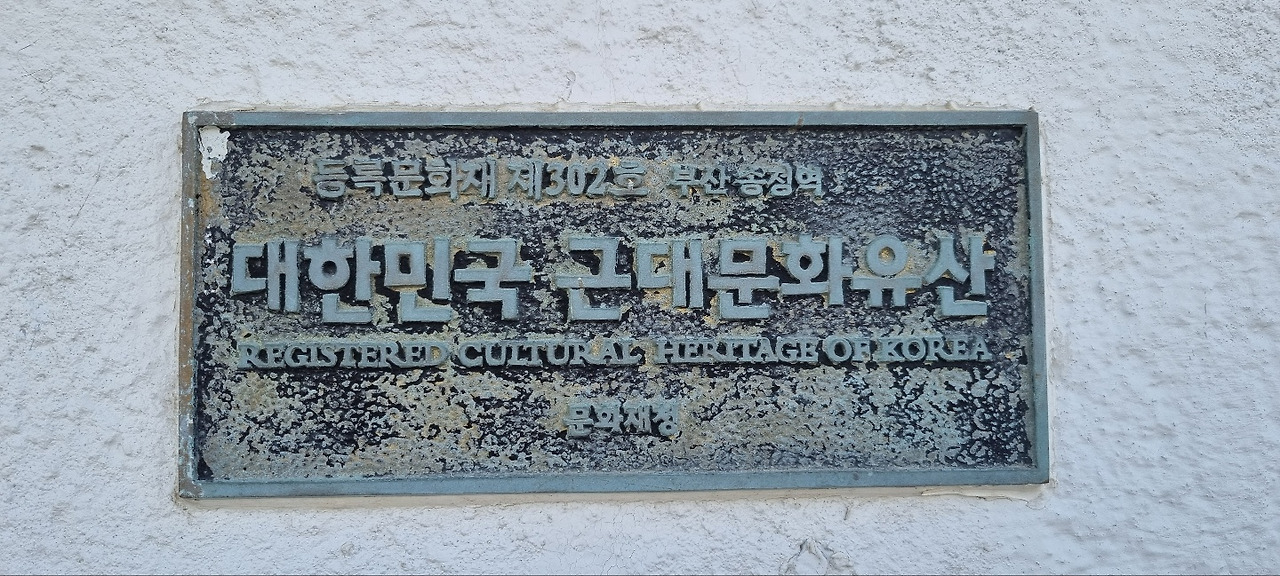 등록문화재 제302호 부산 송정역
대한민국 근대문화유산
REGISTERED CULTURAL HERITAGE OF KOREA
문화재청